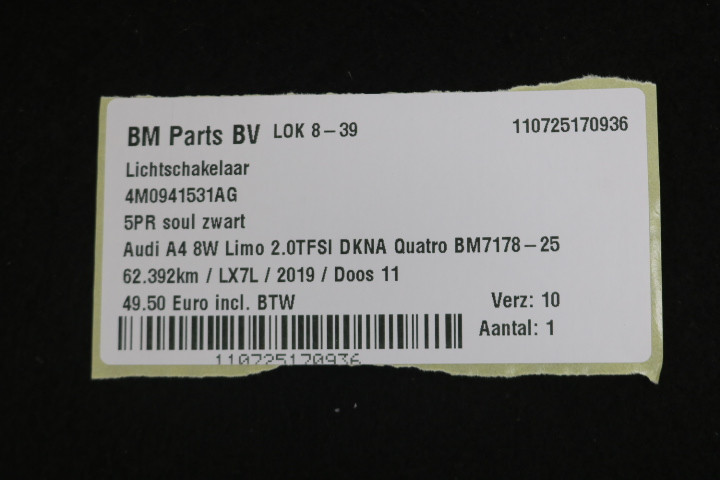 BM Parts BV LOK 8-39 110725170936
Lichtschakelaar
4M0941531AG
5PR soul zwart
Audi A4 8W Limo 2.0TFSI DKNA Quatro BM7178-25
62.392km / LX7L / 2019 / Doos 11
49.50 Euro incl. BTW Verz: 10
Aantal: 1
110725170936